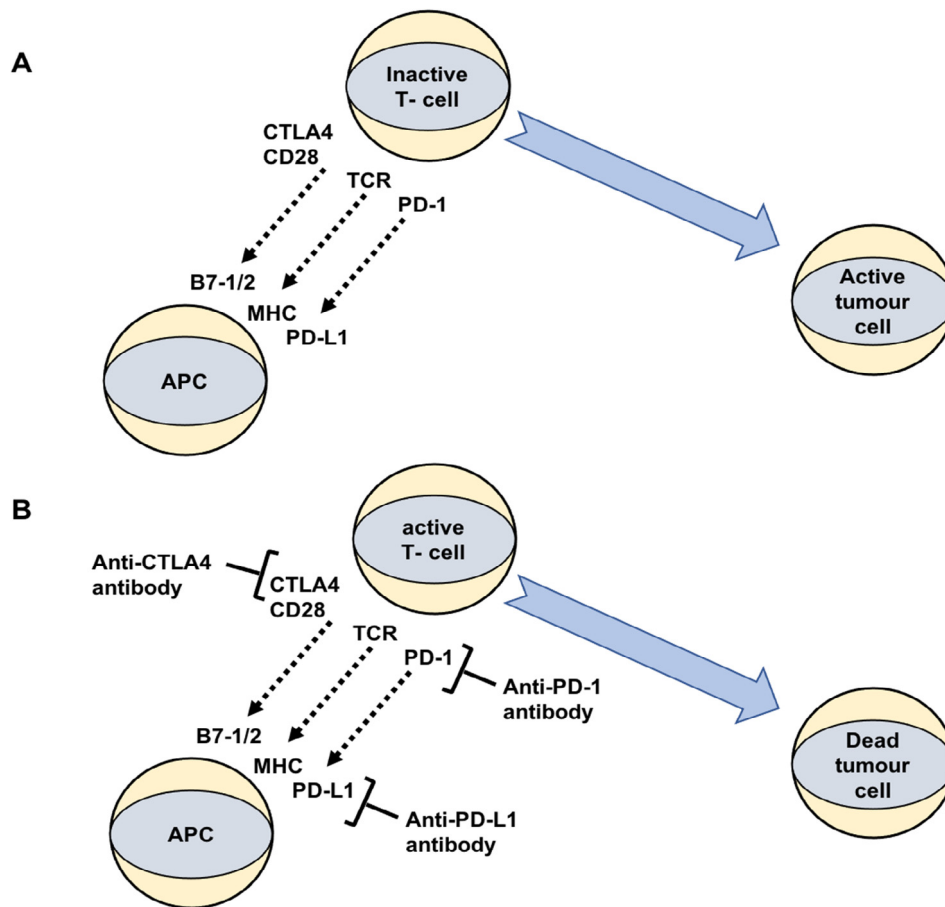 A
Inactive
T- cell
CTLA4
CD28
TCR
PD-1
B7-1/2
MHC
PD-L1
APC
Active
tumour
cell
B
active
T- cell
Anti-CTLA4
antibody
CTLA4
CD28
TCR
PD-1
Anti-PD-1
antibody
B7-1/2
MHC
PD-L1
Anti-PD-L1
antibody
APC
Dead
tumour
cell